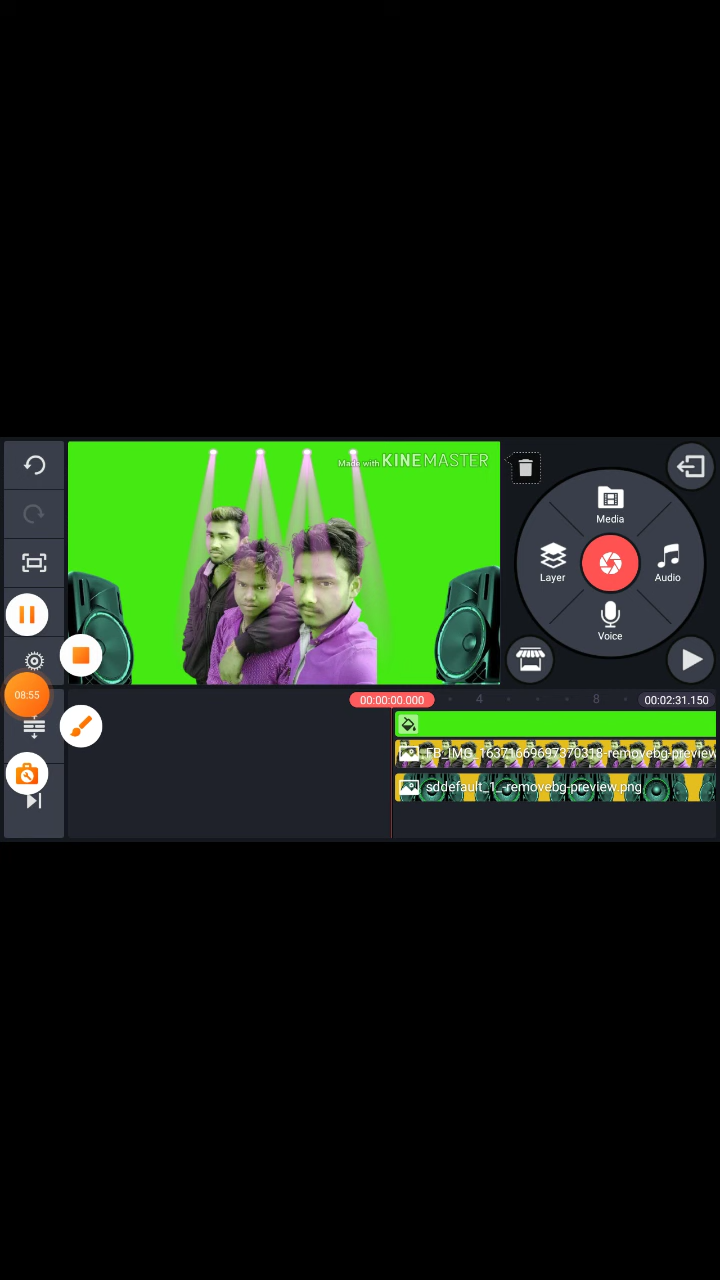 Made with KINEMASTER
Media
Layer
Audio
Voice
08:55
00:00:00.000
4
8
00:02:31.150
FB_IMG_16371669697370318-removebg-preview
sddefault_1_-removebg-preview.png